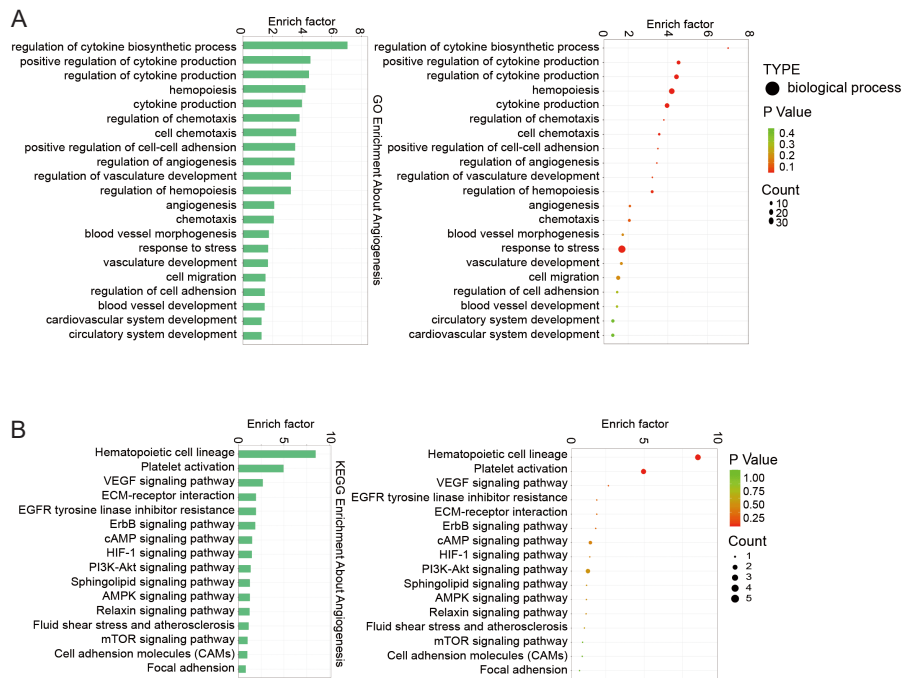 A
Enrich factor
0 2 4 6 8
regulation of cytokine biosynthetic process
positive regulation of cytokine production
regulation of cytokine production
hemopoiesis
cytokine production
regulation of chemotaxis
cell chemotaxis
positive regulation of cell-cell adhesion
regulation of angiogenesis
regulation of vasculature development
regulation of hemopoiesis
angiogenesis
chemotaxis
blood vessel morphogenesis
response to stress
vasculature development
cell migration
regulation of cell adhesion
blood vessel development
cardiovascular system development
circulatory system development
GO Enrichment About Angiogenesis
Enrich factor
0 2 4 6 8
regulation of cytokine biosynthetic process
positive regulation of cytokine production
regulation of cytokine production
hemopoiesis
cytokine production
regulation of chemotaxis
cell chemotaxis
positive regulation of cell-cell adhesion
regulation of angiogenesis
regulation of vasculature development
regulation of hemopoiesis
angiogenesis
chemotaxis
blood vessel morphogenesis
response to stress
vasculature development
cell migration
regulation of cell adhesion
blood vessel development
circulatory system development
cardiovascular system development
TYPE
biological process
P Value
0.4
0.3
0.2
0.1
Count
10
20
30
B
Enrich factor
0 5 10
Hematopoietic cell lineage
Platelet activation
VEGF signaling pathway
ECM-receptor interaction
EGFR tyrosine linase inhibitor resistance
ErbB signaling pathway
cAMP signaling pathway
HIF-1 signaling pathway
PI3K-Akt signaling pathway
Sphingolipid signaling pathway
AMPK signaling pathway
Relaxin signaling pathway
Fluid shear stress and atherosclerosis
mTOR signaling pathway
Cell adhension molecules (CAMs)
Focal adhension
KEGG Enrichment About Angiogenesis
Enrich factor
0 5 10
Hematopoietic cell lineage
Platelet activation
VEGF signaling pathway
EGFR tyrosine linase inhibitor resistance
ECM-receptor interaction
ErbB signaling pathway
cAMP signaling pathway
HIF-1 signaling pathway
PI3K-Akt signaling pathway
Sphingolipid signaling pathway
AMPK signaling pathway
Relaxin signaling pathway
Fluid shear stress and atherosclerosis
mTOR signaling pathway
Cell adhension molecules (CAMs)
Focal adhension
P Value
1.00
0.75
0.50
0.25
Count
1
2
3
4
5